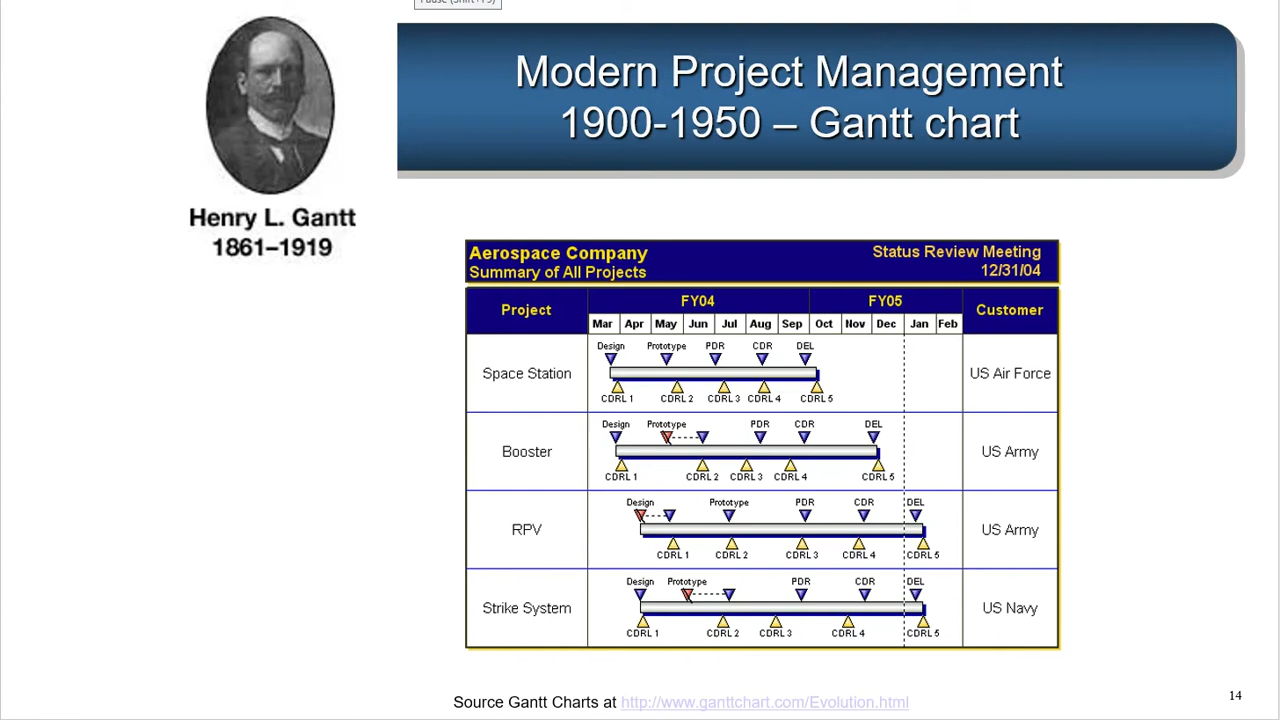 Pause (Shift+F9)
Modern Project Management
1900-1950 – Gantt chart
Henry L. Gantt
1861–1919
Aerospace Company
Summary of All Projects
Status Review Meeting
12/31/04
Project
FY04
FY05
Customer
Mar Apr May Jun Jul Aug Sep Oct Nov Dec Jan Feb
Design Prototype PDR CDR DEL
Space Station
US Air Force
CDRL 1 CDRL 2 CDRL 3 CDRL 4 CDRL 5
Design Prototype PDR CDR DEL
Booster
US Army
CDRL 1 CDRL 2 CDRL 3 CDRL 4 CDRL 5
Design Prototype PDR CDR DEL
RPV
US Army
CDRL 1 CDRL 2 CDRL 3 CDRL 4 CDRL 5
Design Prototype PDR CDR DEL
Strike System
US Navy
CDRL 1 CDRL 2 CDRL 3 CDRL 4 CDRL 5
Source Gantt Charts at http://www.ganttchart.com/Evolution.html
14